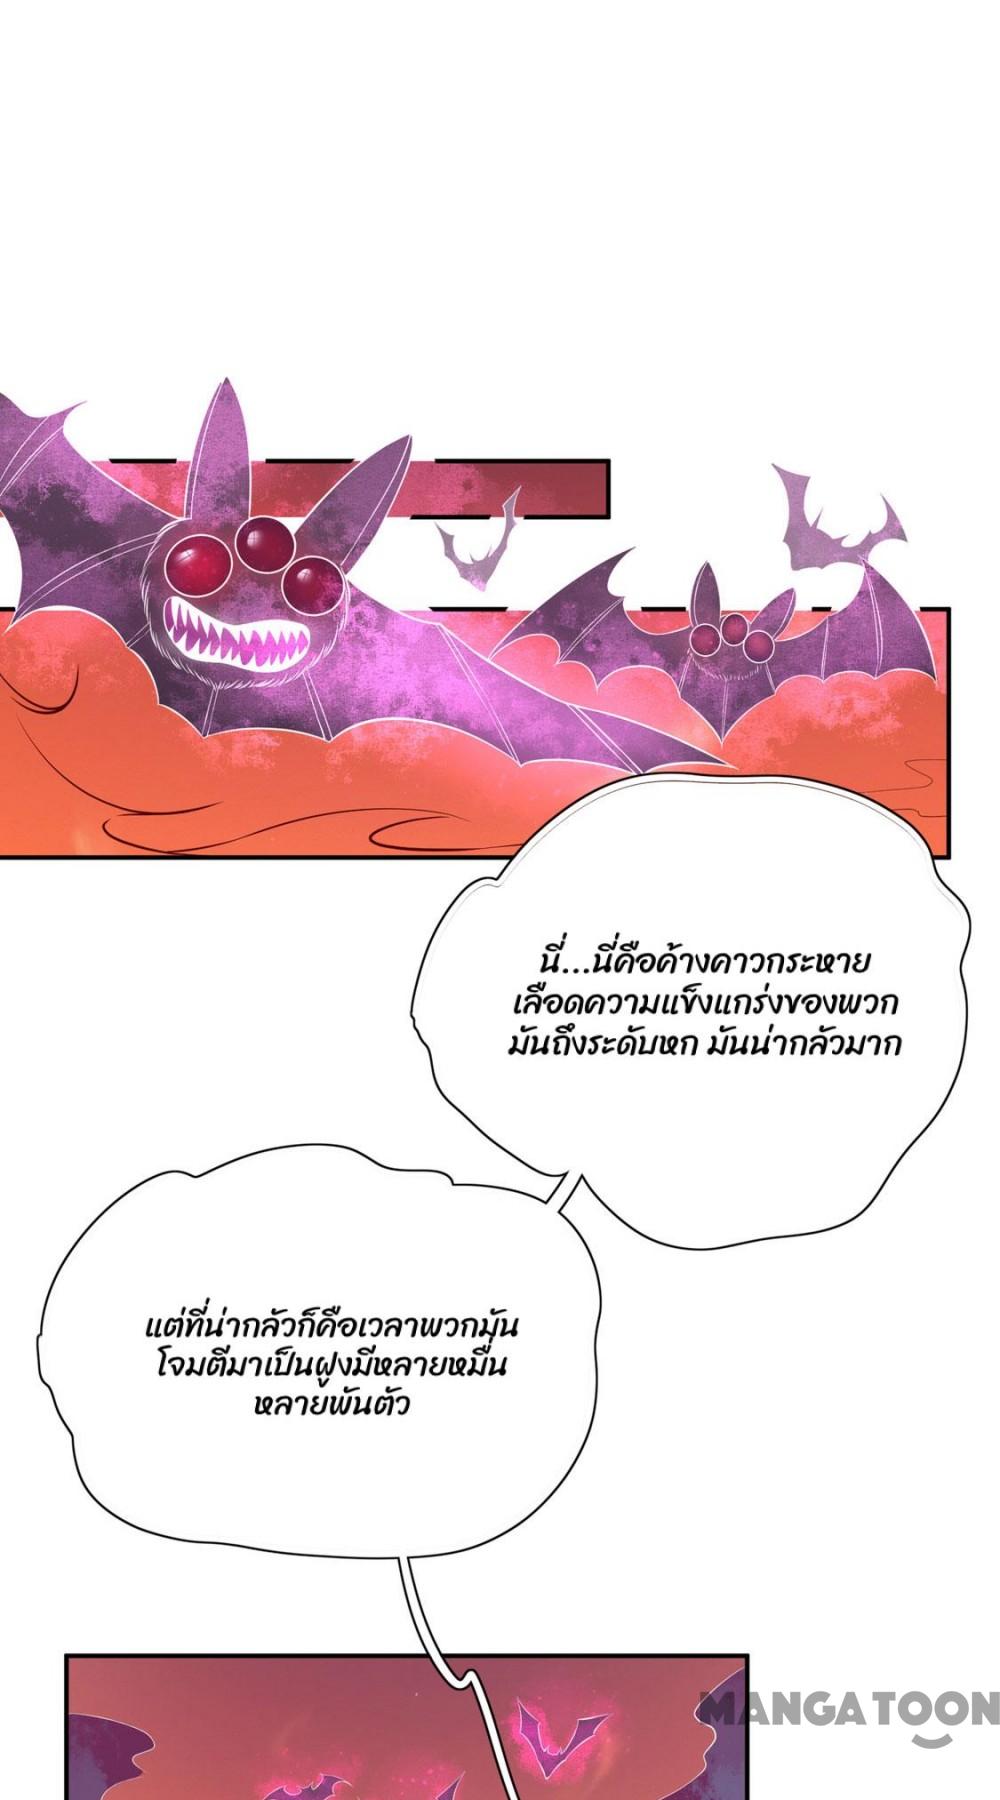 นี่...นี่คือค้างคาวกระหาย
เลือดความแข็งแกร่งของพวก
มันถึงระดับหก มันน่ากลัวมาก
แต่ที่น่ากลัวก็คือเวลาพวกมัน
โจมตีมาเป็นฝูงมีหลายหมื่น
หลายพันตัว
MANGATOON